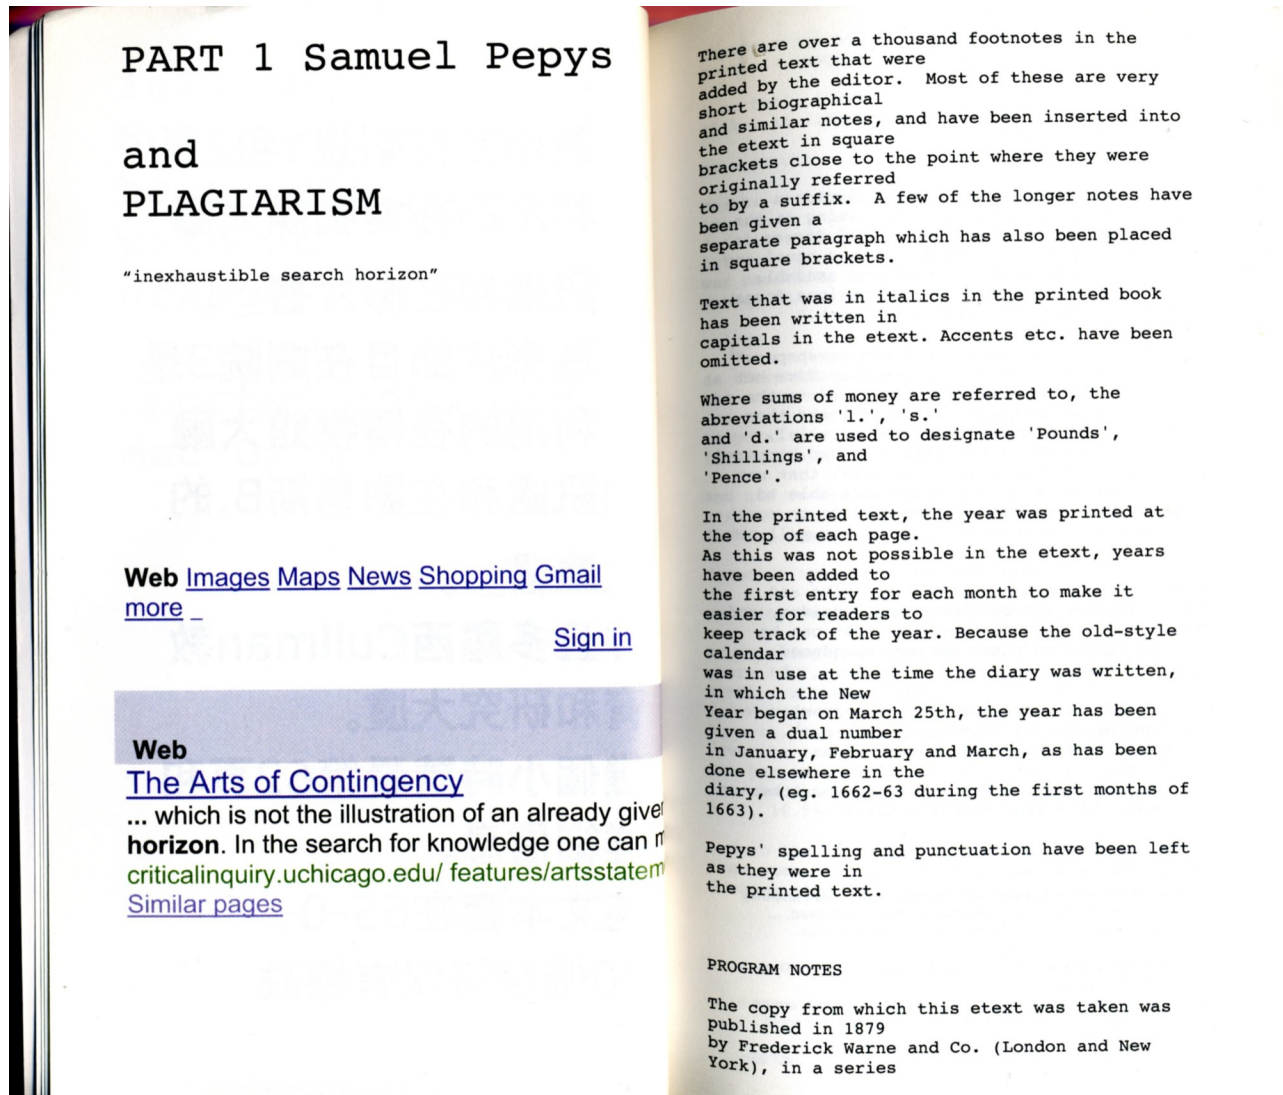 PART 1 Samuel Pepys
and
PLAGIARISM
"inexhaustible search horizon"
Web Images Maps News Shopping Gmail
more
Sign in
Web
The Arts of Contingency
... which is not the illustration of an already
horizon. In the search for knowledge one can
criticalinquiry.uchicago.edu/
Similar pages
There are over a thousand footnotes in the
printed text that were
added by the editor.  Most of these are very
short biographical
and similar notes, and have been inserted into
the etext in square
brackets close to the point where they were
originally referred
to by a suffix.  A few of the longer notes have
been given a
separate paragraph which has also been placed
in square brackets.
Text that was in italics in the printed book
has been written in
capitals in the etext. Accents etc. have been
omitted.
Where sums of money are referred to, the
abreviations 'l.', 's.'
and 'd.' are used to designate 'Pounds',
'Shillings', and
'Pence'.
In the printed text, the year was printed at
the top of each page.
As this was not possible in the etext, years
have been added to
the first entry for each month to make it
easier for readers to
keep track of the year. Because the old-style
calendar
was in use at the time the diary was written,
in which the New
Year began on March 25th, the year has been
given a dual number
in January, February and March, as has been
done elsewhere in the
diary, (eg. 1662-63 during the first months of
1663).
Pepys' spelling and punctuation have been left
as they were in
the printed text.
PROGRAM NOTES
The copy from which this etext was taken was
published in 1879
by Frederick Warne and Co. (London and New
York), in a series